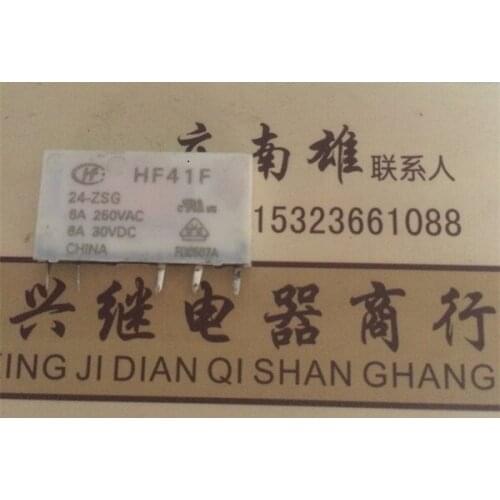 HF HF41F
24-ZSG
6A 250VAC
6A 30VDC
CHINA
南雄 联系人
15323661088
兴继电器商行
ING JI DIAN QI SHAN GHANG